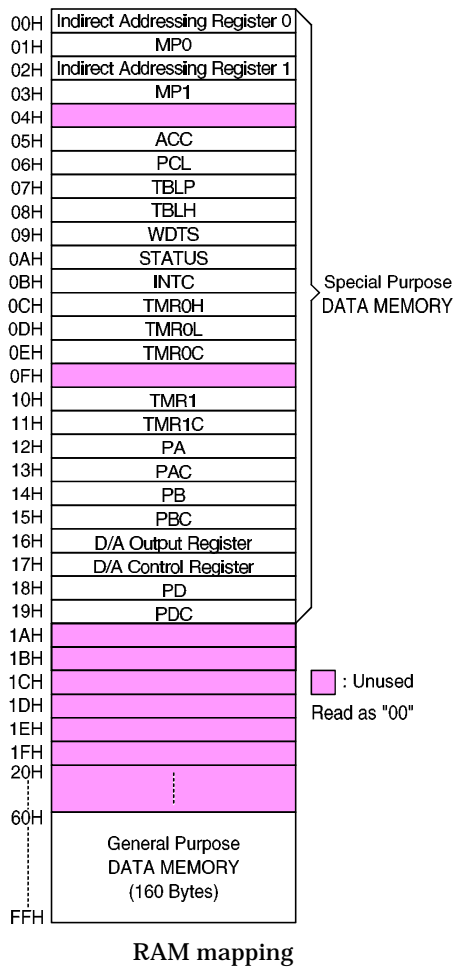 00H Indirect Addressing Register 0
01H MP0
02H Indirect Addressing Register 1
03H MP1
04H
05H ACC
06H PCL
07H TBLP
08H TBLH
09H WDTS
0AH STATUS
0BH INTC
0CH TMR0H
0DH TMR0L
0EH TMR0C
0FH
10H TMR1
11H TMR1C
12H PA
13H PAC
14H PB
15H PBC
16H D/A Output Register
17H D/A Control Register
18H PD
19H PDC
1AH
1BH
1CH
1DH
1EH
1FH
20H
60H
General Purpose
DATA MEMORY
(160 Bytes)
FFH
Special Purpose
DATA MEMORY
: Unused
Read as "00"
RAM mapping